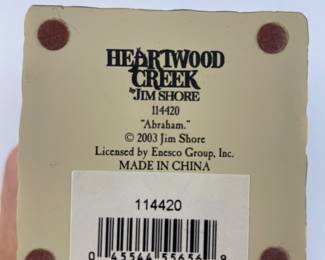 HEARTWOOD
CREEK
by JIM SHORE
114420
"Abraham."
© 2003 Jim Shore
Licensed by Enesco Group, Inc.
MADE IN CHINA
114420
0 45544 55656 9